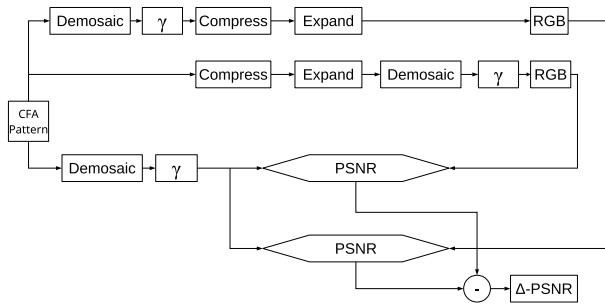 Demosaic γ Compress Expand RGB
Compress Expand Demosaic γ RGB
CFA
Pattern
Demosaic γ PSNR
PSNR
- Δ-PSNR